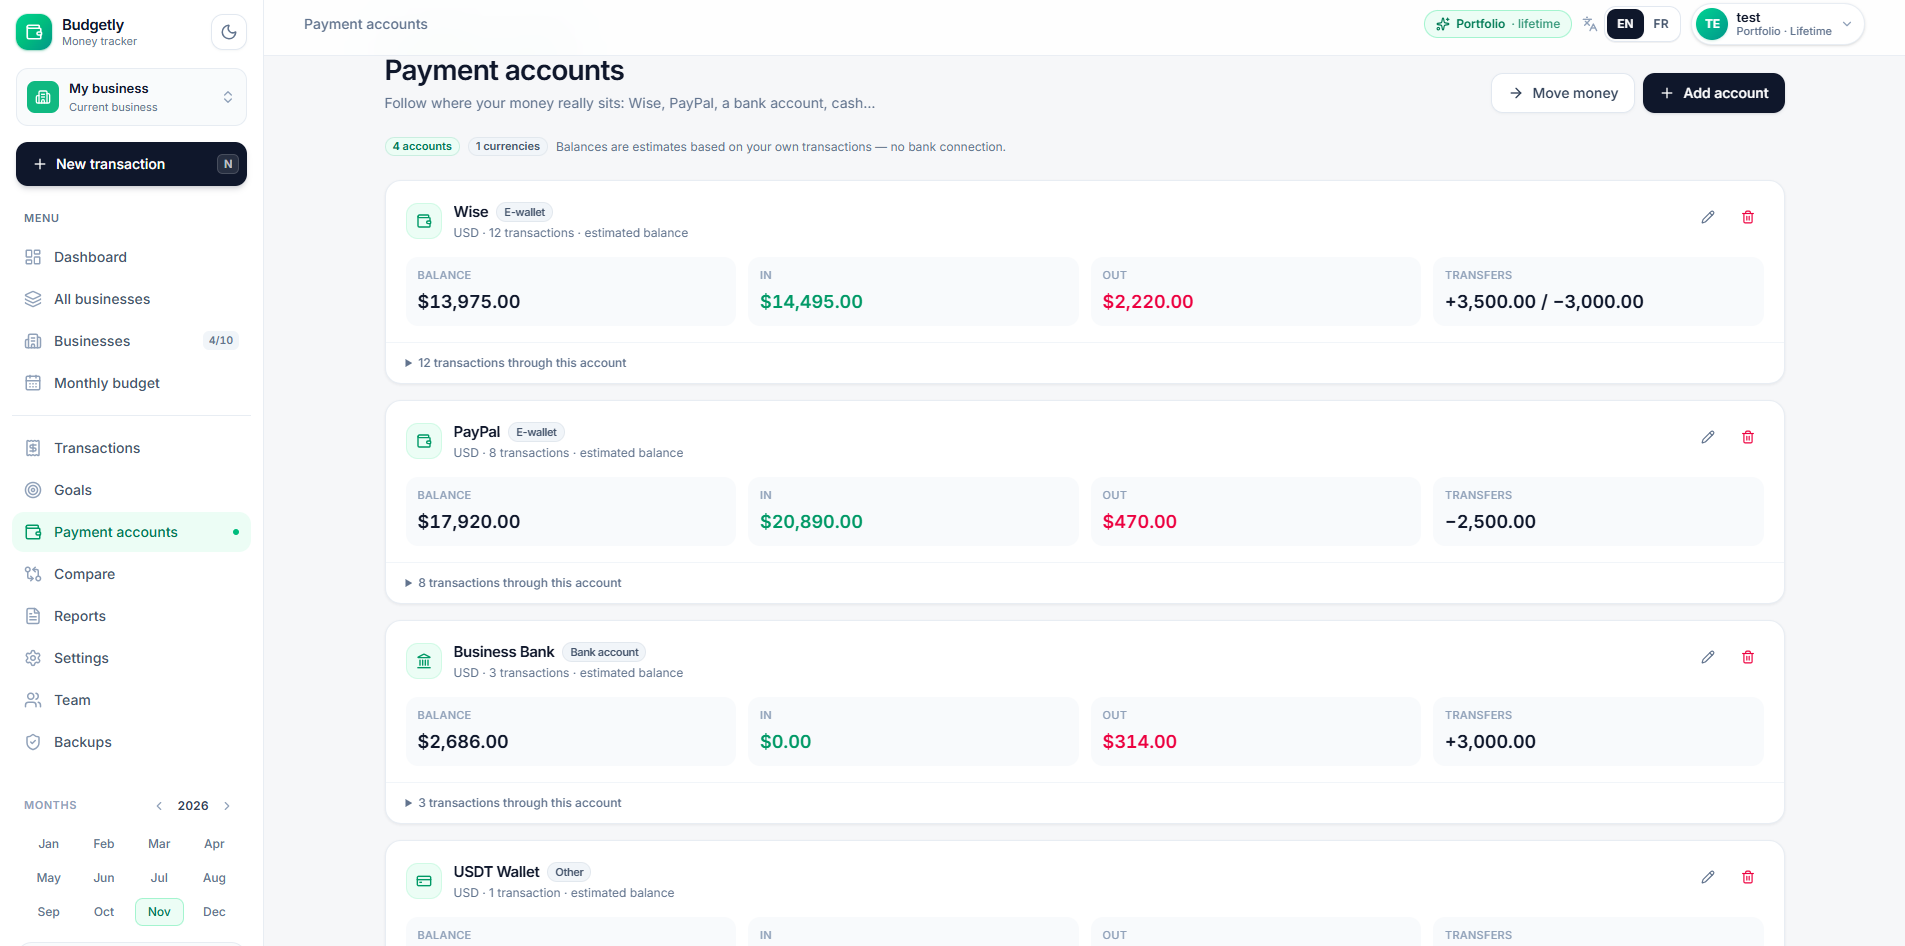 Budgetly
Money tracker
My business
Current business
+ New transaction N
MENU
Dashboard
All businesses
Businesses 4/10
Monthly budget
Transactions
Goals
Payment accounts
Compare
Reports
Settings
Team
Backups
MONTHS 2026
Jan Feb Mar Apr
May Jun Jul Aug
Sep Oct Nov Dec
Payment accounts
Portfolio · lifetime
EN FR
TE
test
Portfolio · Lifetime
Payment accounts
Follow where your money really sits: Wise, PayPal, a bank account, cash…
→ Move money
+ Add account
4 accounts 1 currencies Balances are estimates based on your own transactions — no bank connection.
Wise E-wallet
USD · 12 transactions · estimated balance
BALANCE IN OUT TRANSFERS
$13,975.00 $14,495.00 $2,220.00 +3,500.00 / −3,000.00
12 transactions through this account
PayPal E-wallet
USD · 8 transactions · estimated balance
BALANCE IN OUT TRANSFERS
$17,920.00 $20,890.00 $470.00 −2,500.00
8 transactions through this account
Business Bank Bank account
USD · 3 transactions · estimated balance
BALANCE IN OUT TRANSFERS
$2,686.00 $0.00 $314.00 +3,000.00
3 transactions through this account
USDT Wallet Other
USD · 1 transaction · estimated balance
BALANCE IN OUT TRANSFERS